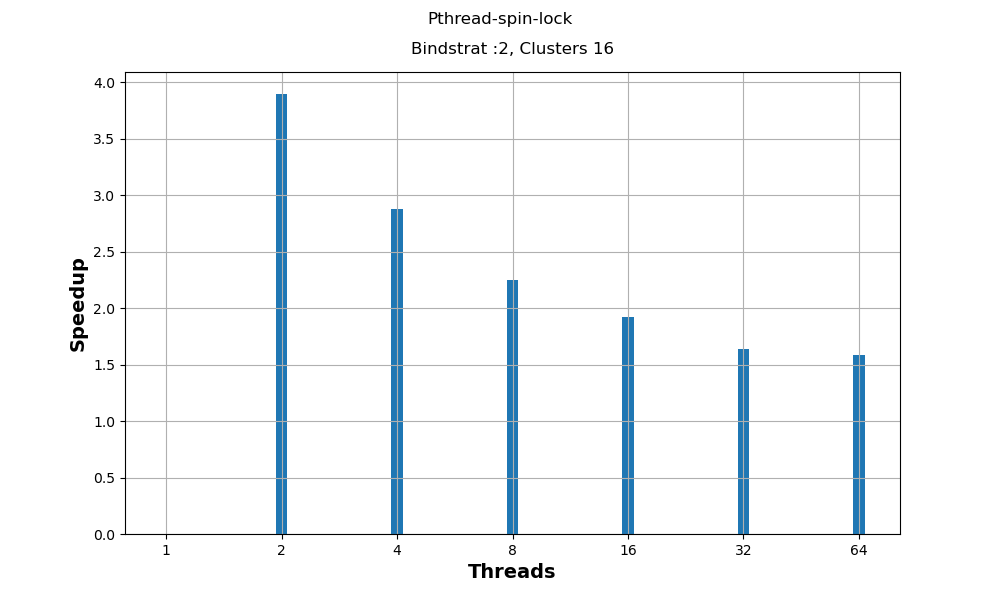 Pthread-spin-lock
Bindstrat :2, Clusters 16
4.0
3.5
3.0
2.5
2.0
1.5
1.0
0.5
0.0
Speedup
1 2 4 8 16 32 64
Threads